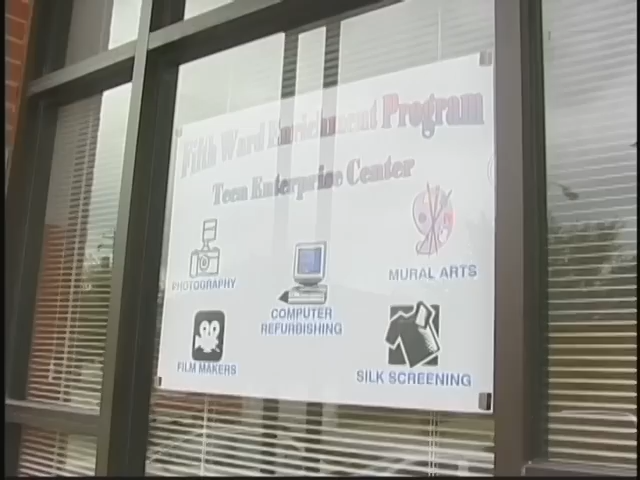 Fifth Ward Enrichment Program
Teen Enterprise Center
PHOTOGRAPHY
COMPUTER
REFURBISHING
MURAL ARTS
FILM MAKERS
SILK SCREENING